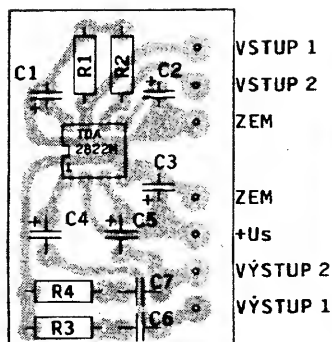 VSTUP 1
R1
R2
C1
C2
VSTUP 2
TDA
2822M
ZEM
1
C3
ZEM
C4
C5
+Us
VÝSTUP 2
R4
C7
VÝSTUP 1
R3
C6